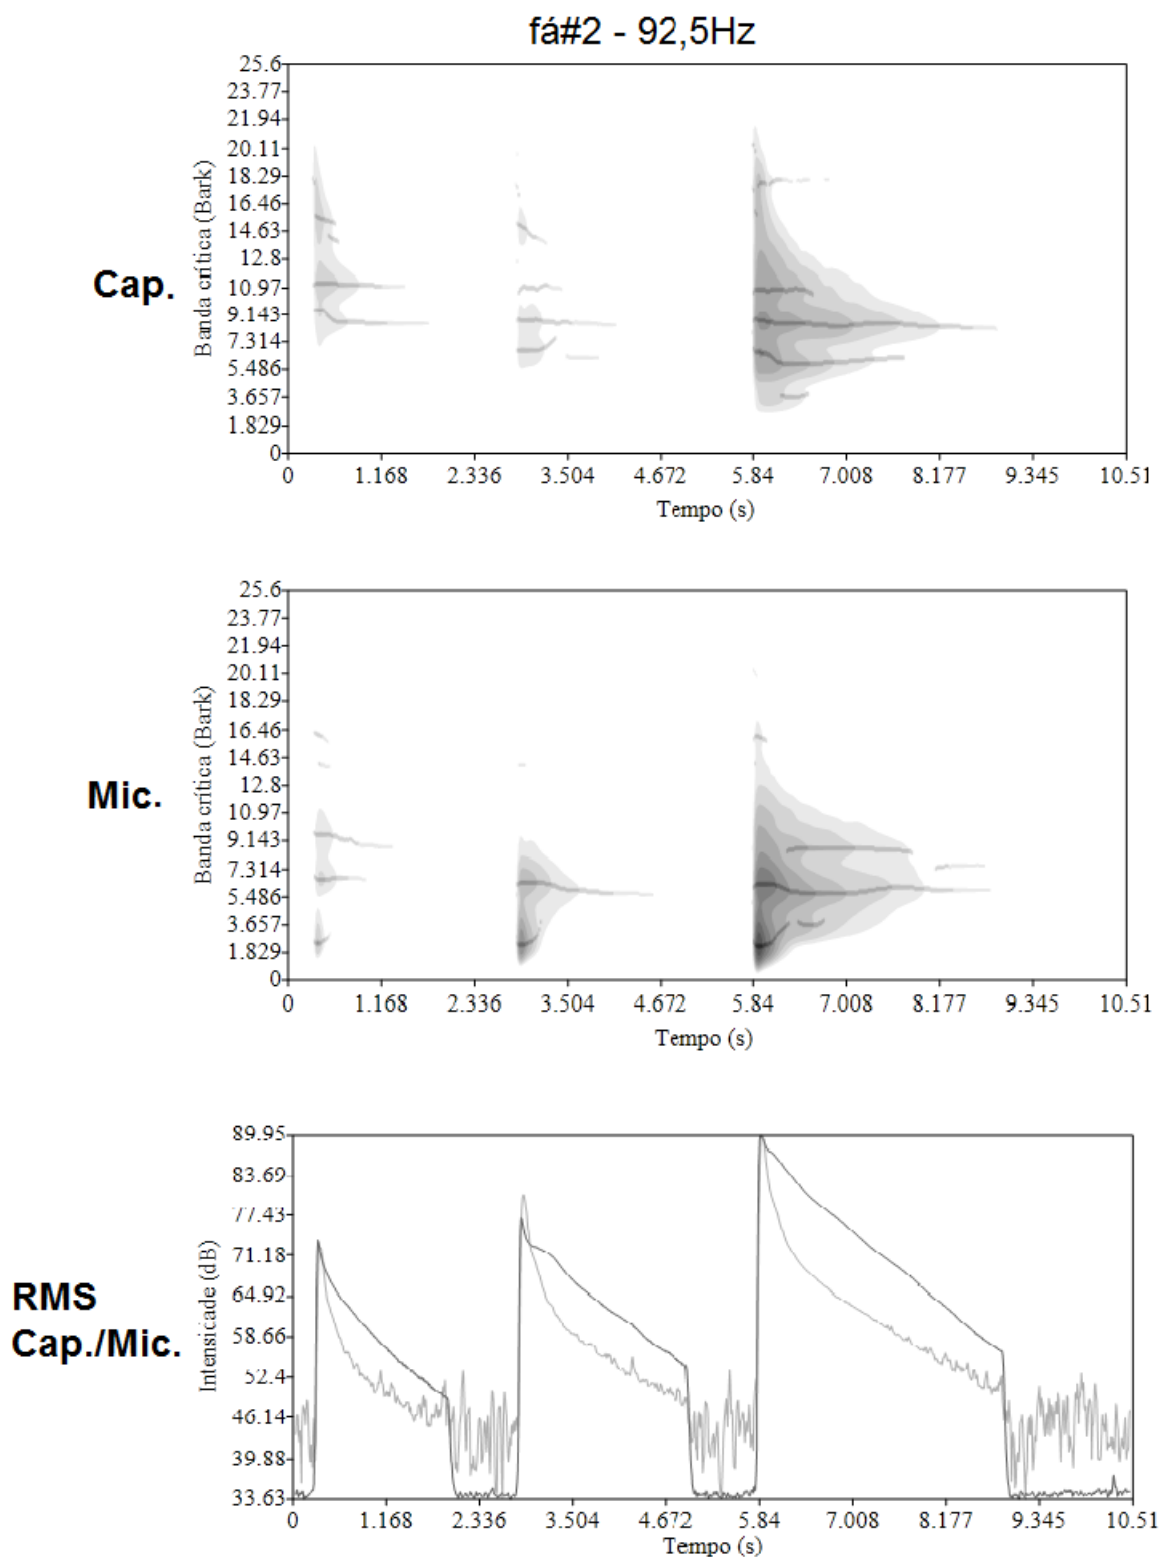 fá#2 - 92,5Hz
Cap.
Banda crítica (Bark)
25.6
23.77
21.94
20.11
18.29
16.46
14.63
12.8
10.97
9.143
7.314
5.486
3.657
1.829
0
0 1.168 2.336 3.504 4.672 5.84 7.008 8.177 9.345 10.51
Tempo (s)
Mic.
Banda crítica (Bark)
25.6
23.77
21.94
20.11
18.29
16.46
14.63
12.8
10.97
9.143
7.314
5.486
3.657
1.829
0
0 1.168 2.336 3.504 4.672 5.84 7.008 8.177 9.345 10.51
Tempo (s)
RMS
Cap./Mic.
Intensidade (dB)
89.95
83.69
77.43
71.18
64.92
58.66
52.4
46.14
39.88
33.63
0 1.168 2.336 3.504 4.672 5.84 7.008 8.177 9.345 10.51
Tempo (s)